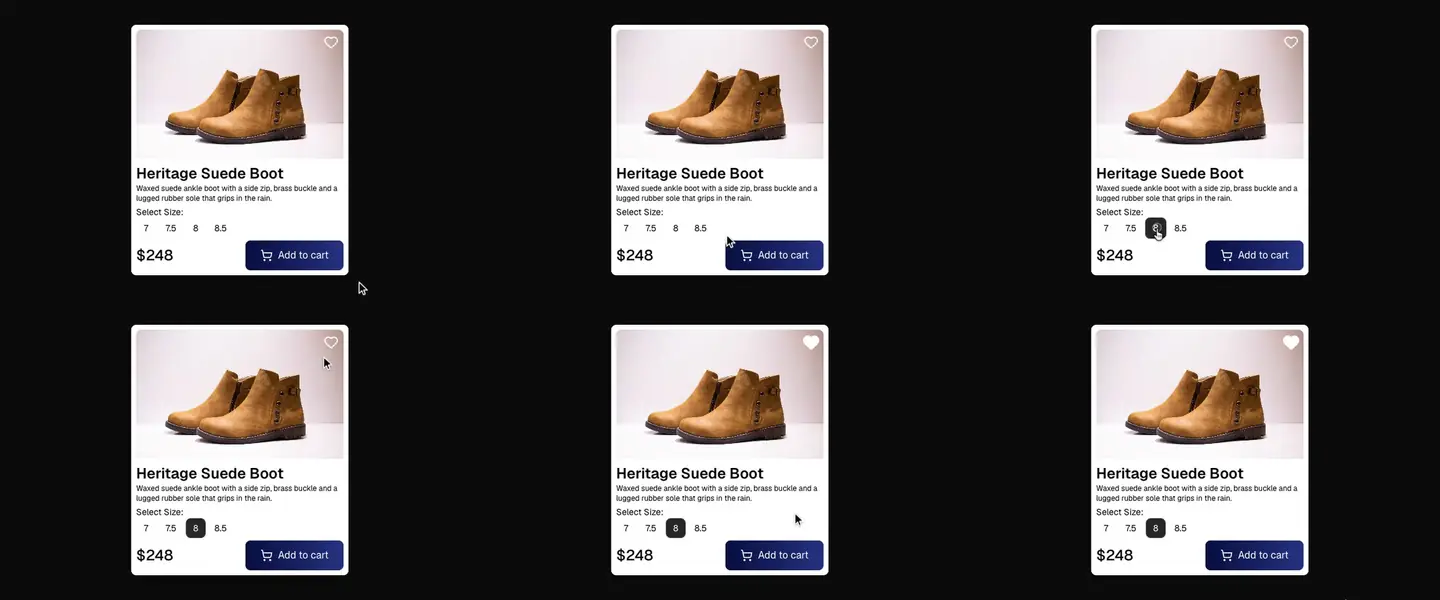 Heritage Suede Boot
Waxed suede ankle boot with a side zip, brass buckle and a
lugged rubber sole that grips in the rain.
Select Size:
7 7.5 8 8.5
$248 Add to cart
Heritage Suede Boot
Waxed suede ankle boot with a side zip, brass buckle and a
lugged rubber sole that grips in the rain.
Select Size:
7 7.5 8 8.5
$248 Add to cart
Heritage Suede Boot
Waxed suede ankle boot with a side zip, brass buckle and a
lugged rubber sole that grips in the rain.
Select Size:
7 7.5 8 8.5
$248 Add to cart
Heritage Suede Boot
Waxed suede ankle boot with a side zip, brass buckle and a
lugged rubber sole that grips in the rain.
Select Size:
7 7.5 8 8.5
$248 Add to cart
Heritage Suede Boot
Waxed suede ankle boot with a side zip, brass buckle and a
lugged rubber sole that grips in the rain.
Select Size:
7 7.5 8 8.5
$248 Add to cart
Heritage Suede Boot
Waxed suede ankle boot with a side zip, brass buckle and a
lugged rubber sole that grips in the rain.
Select Size:
7 7.5 8 8.5
$248 Add to cart